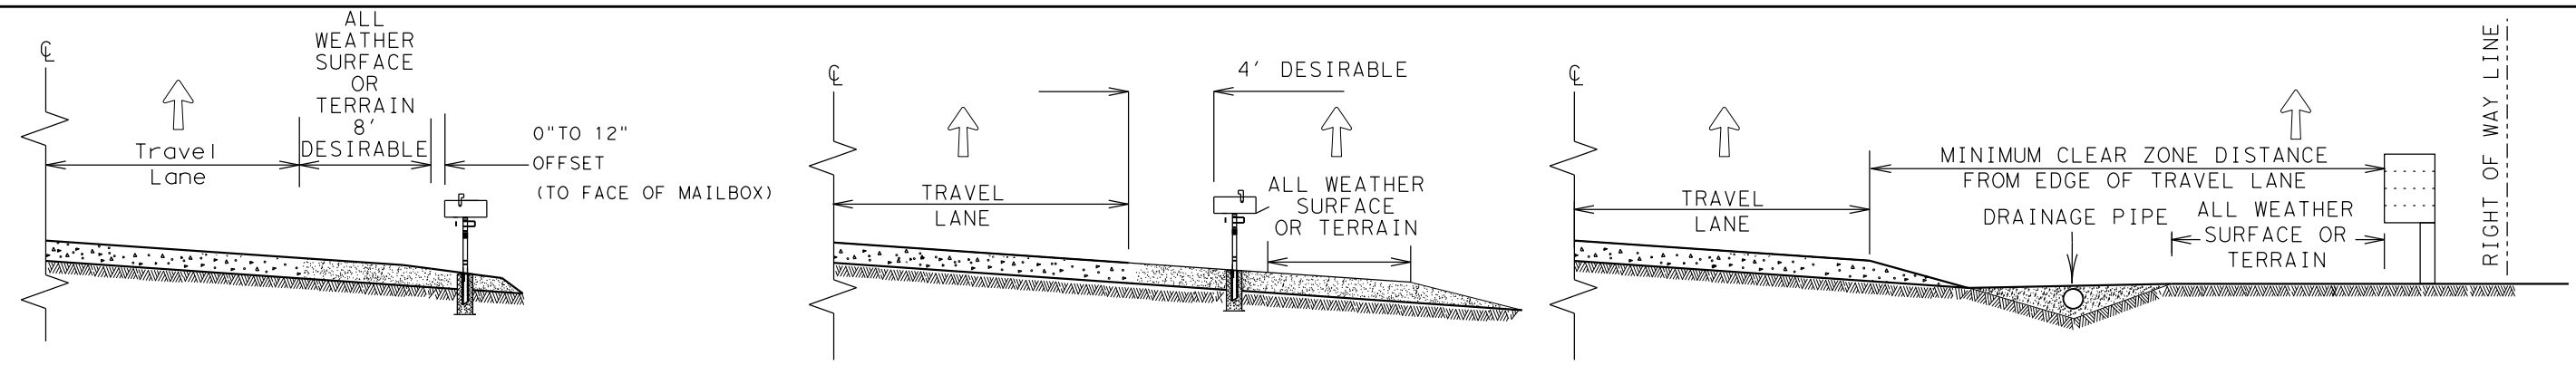 ℄
ALL
WEATHER
SURFACE
OR
TERRAIN
8'
DESIRABLE
Travel
Lane
0"TO 12"
OFFSET
(TO FACE OF MAILBOX)
℄
4' DESIRABLE
TRAVEL
LANE
ALL WEATHER
SURFACE
OR TERRAIN
℄
TRAVEL
LANE
MINIMUM CLEAR ZONE DISTANCE
FROM EDGE OF TRAVEL LANE
DRAINAGE PIPE
ALL WEATHER
SURFACE OR
TERRAIN
RIGHT OF WAY LINE